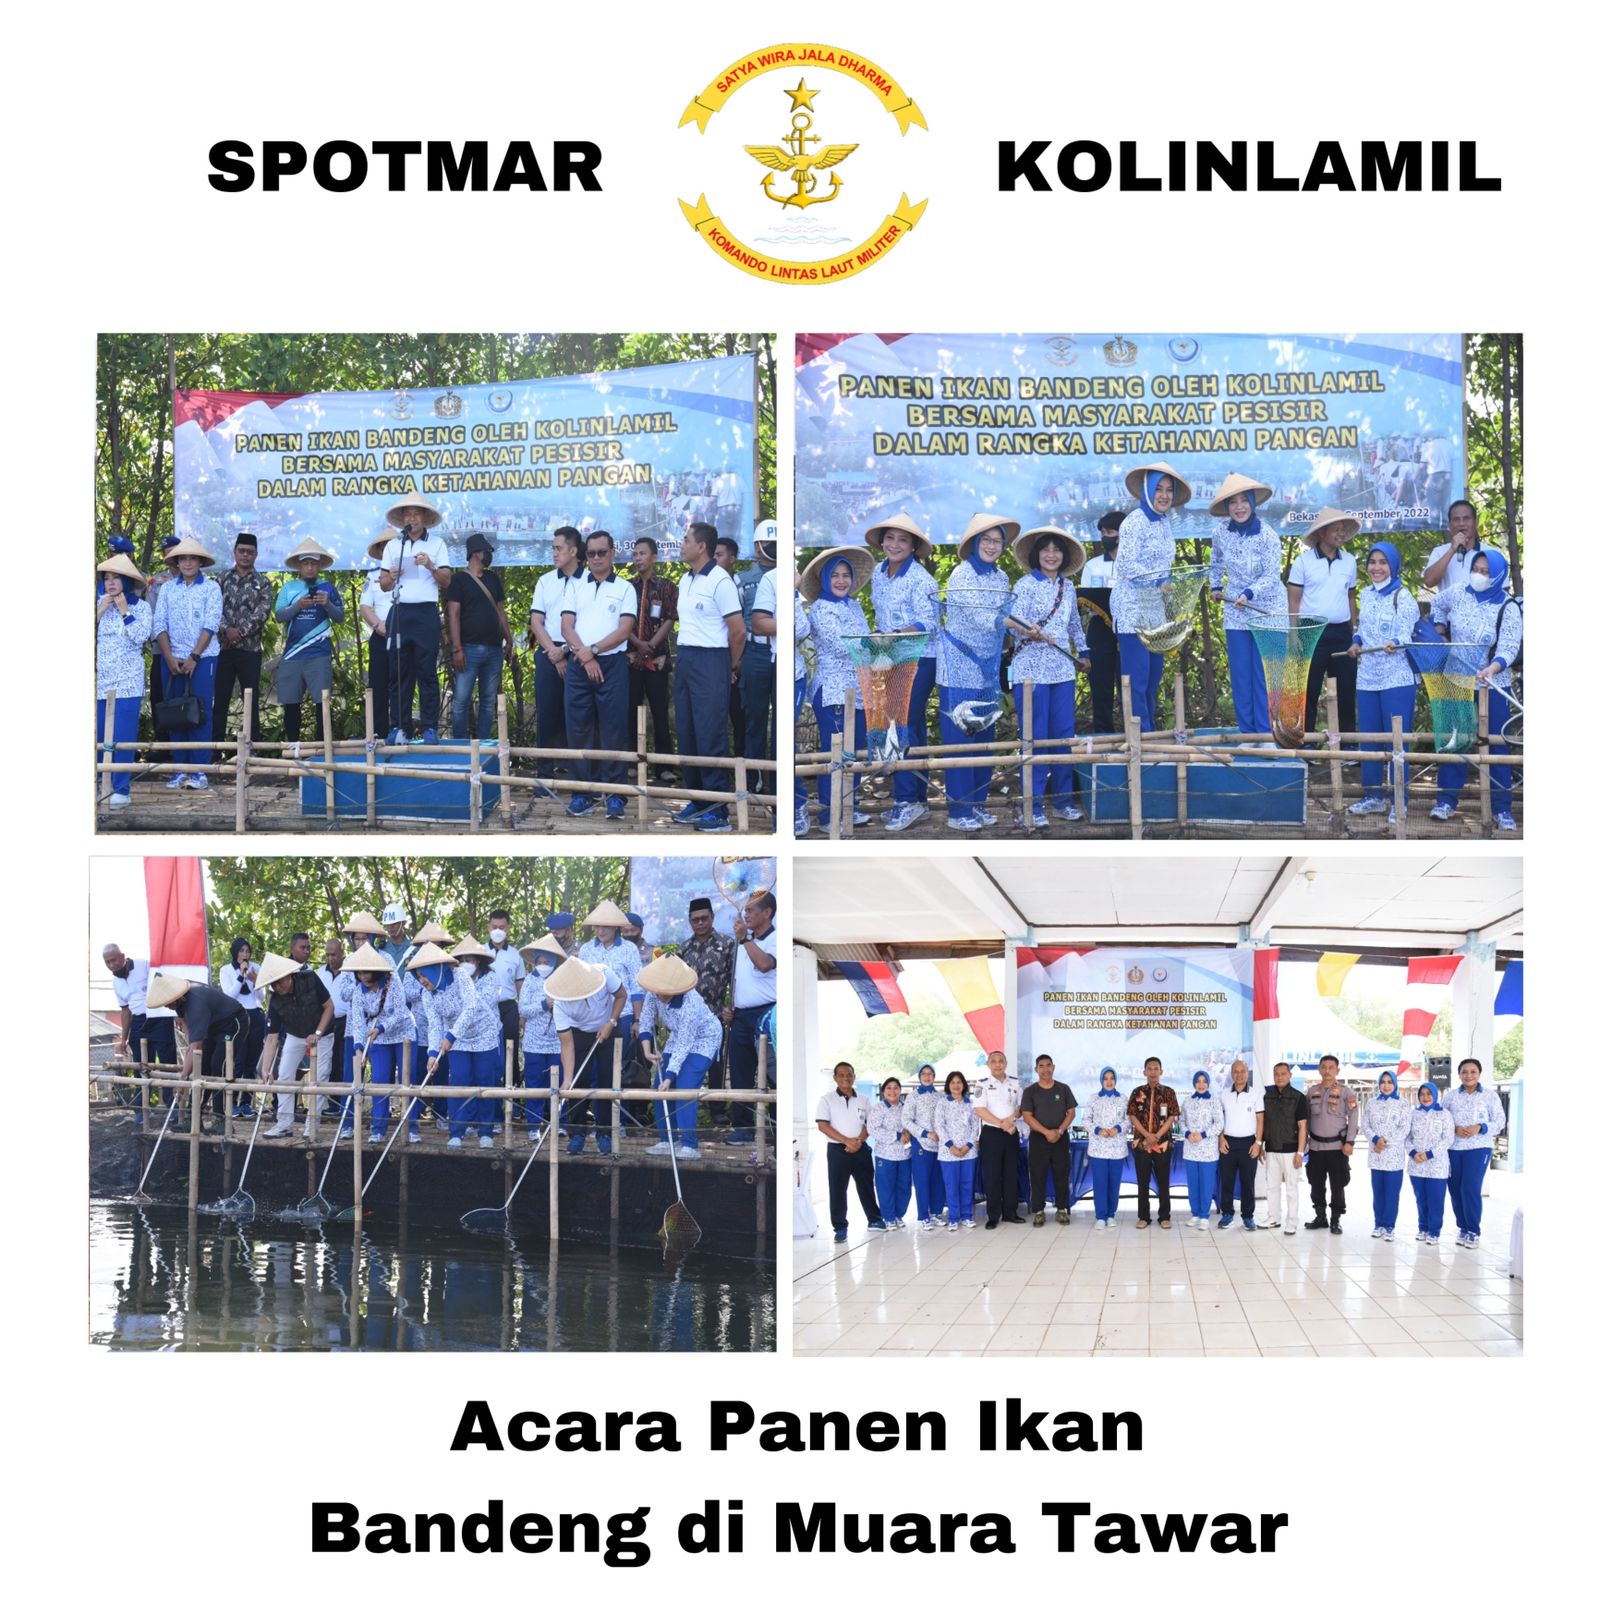 SPOTMAR
SATYA WIRA JALA DHARMA
KOMANDO LINTAS LAUT MILITER
KOLINLAMIL
PANEN IKAN BANDENG OLEH KOLINLAMIL
BERSAMA MASYARAKAT PESISIR
DALAM RANGKA KETAHANAN PANGAN
PANEN IKAN BANDENG OLEH KOLINLAMIL
BERSAMA MASYARAKAT PESISIR
DALAM RANGKA KETAHANAN PANGAN
September 2022
PM
PANEN IKAN BANDENG OLEH KOLINLAMIL
BERSAMA MASYARAKAT PESISIR
DALAM RANGKA KETAHANAN PANGAN
Acara Panen Ikan
Bandeng di Muara Tawar